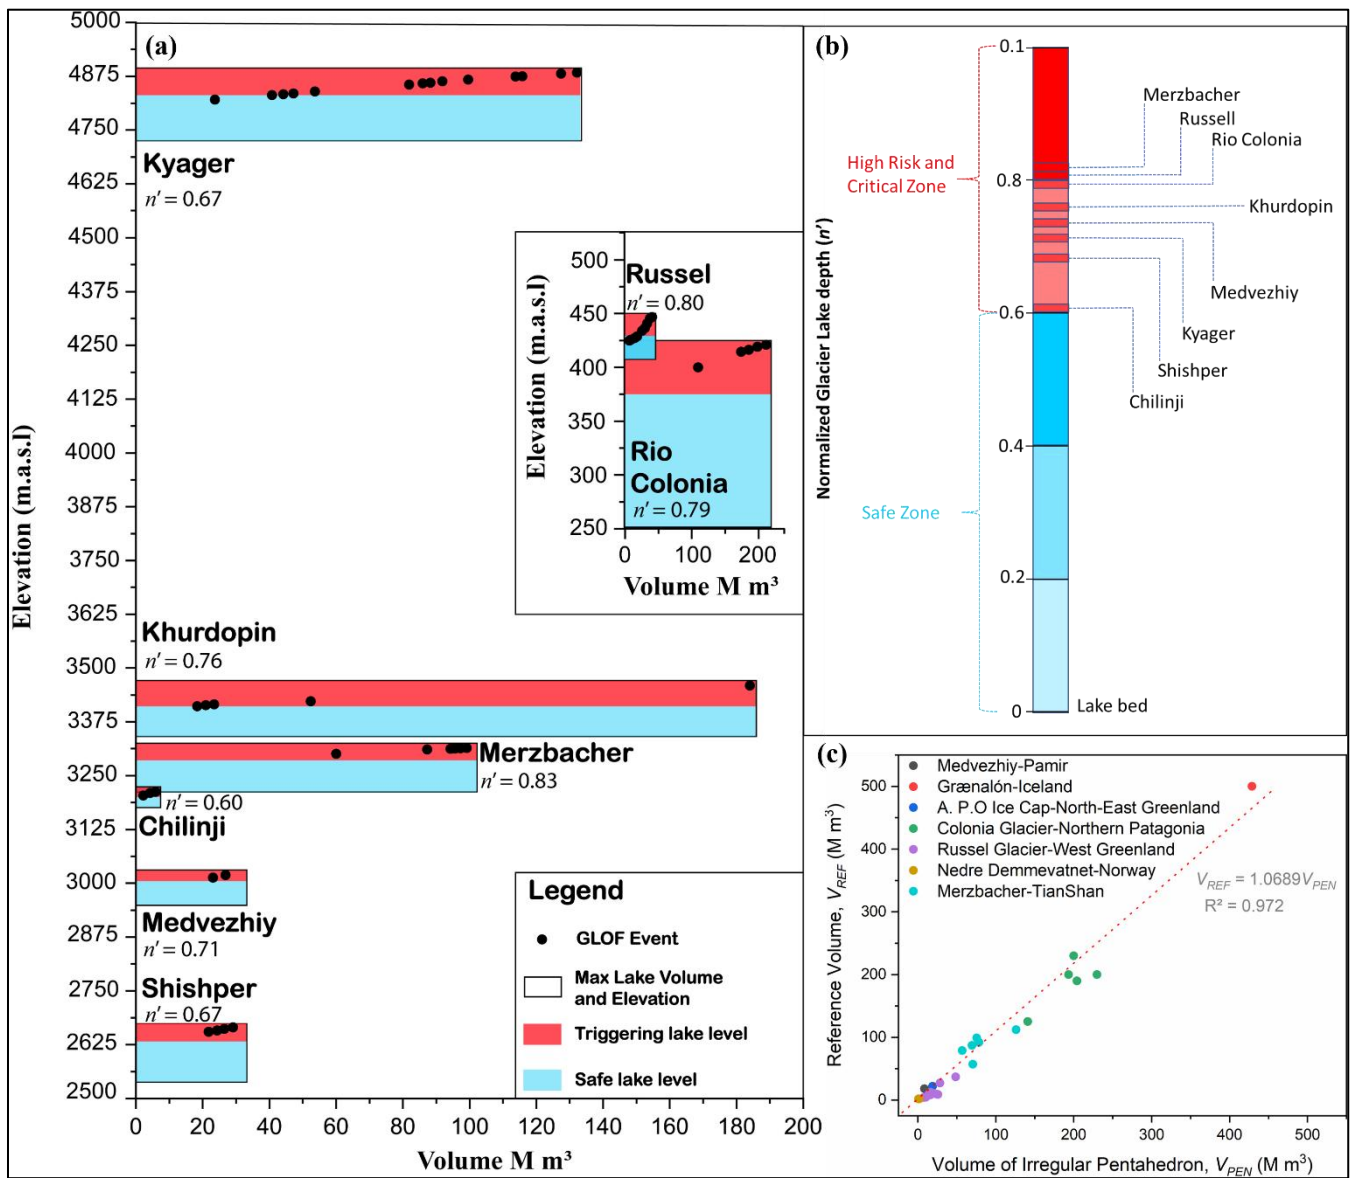 (a)
Elevation (m.a.s.l)
5000
4875
4750
4625
4500
4375
4250
4125
4000
3875
3750
3625
3500
3375
3250
3125
3000
2875
2750
2625
2500
Kyager
n' = 0.67
Khurdopin
n' = 0.76
Merzbacher
n' = 0.83
n' = 0.60
Chilinji
Medvezhiy
n' = 0.71
Shishper
n' = 0.67
0
20
40
60
80
100
120
140
160
180
200
Volume M m³
Elevation (m.a.s.l)
500
450
400
350
300
250
Russel
n' = 0.80
Rio
Colonia
n' = 0.79
0
100
200
Volume M m³
Legend
GLOF Event
Max Lake Volume
and Elevation
Triggering lake level
Safe lake level
(b)
Normalized Glacier Lake depth (n')
0.1
0.8
0.6
0.4
0.2
0
High Risk and
Critical Zone
Safe Zone
Merzbacher
Russell
Rio Colonia
Khurdopin
Medvezhiy
Kyager
Shishper
Chilinji
Lake bed
(c)
Medvezhiy-Pamir
Grænalón-Iceland
A. P.O Ice Cap-North-East Greenland
Colonia Glacier-Northern Patagonia
Russel Glacier-West Greenland
Nedre Demmevatnet-Norway
Merzbacher-TianShan
V_REF = 1.0689V_PEN
R² = 0.972
Reference Volume, V_REF (M m³)
500
400
300
200
100
0
0
100
200
300
400
500
Volume of Irregular Pentahedron, V_PEN (M m³)